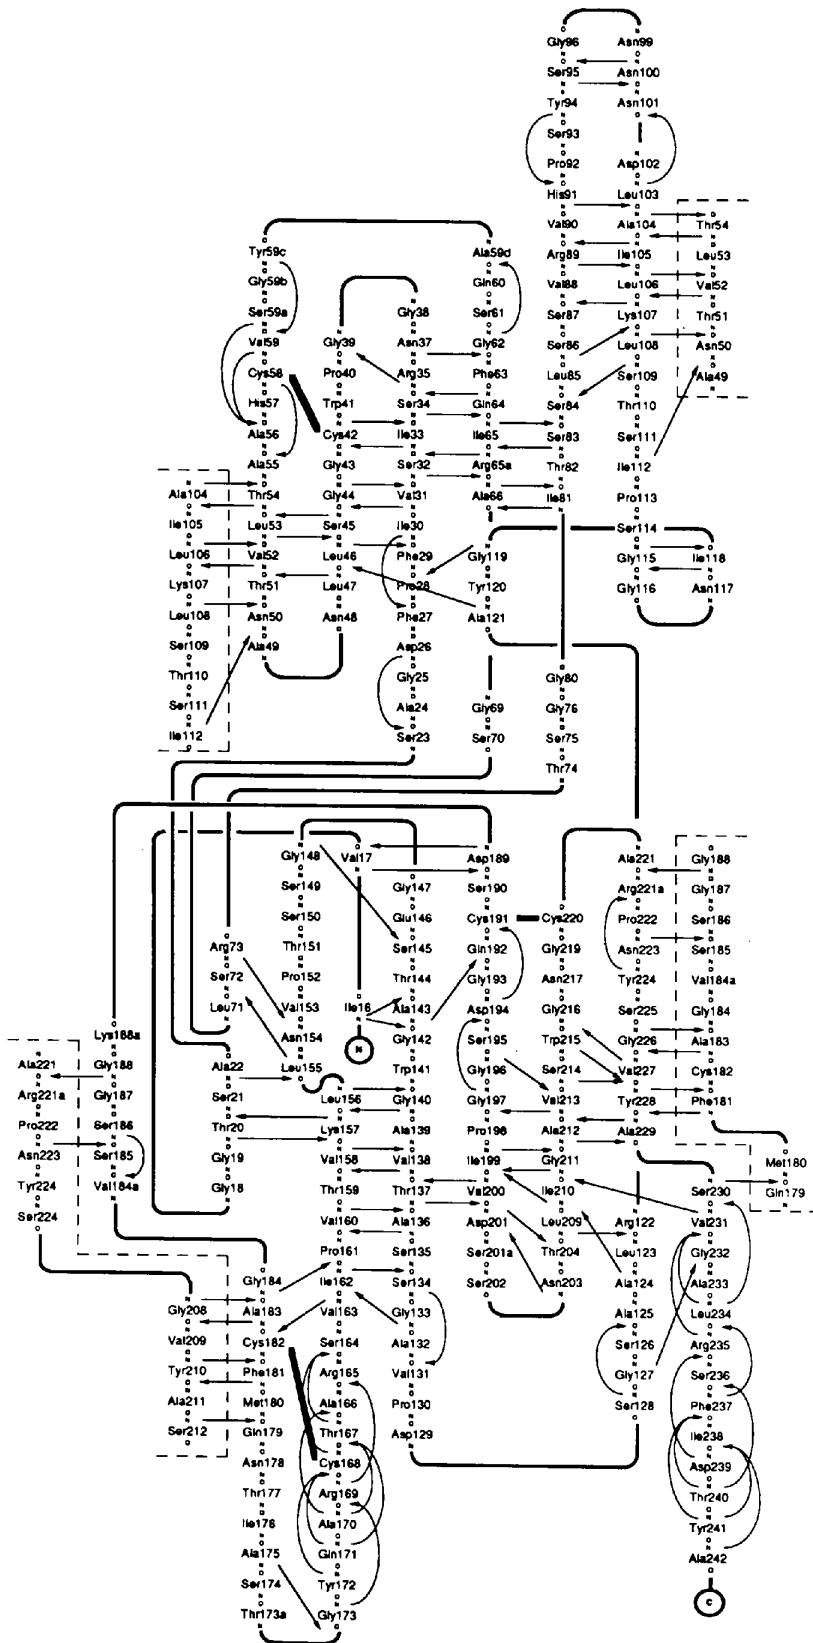 Gly96
Ser95
Tyr94
Ser93
Pro92
His91
Val90
Arg89
Val88
Ser87
Ser86
Leu85
Ser84
Ser83
Thr82
Ile81
Asn99
Asn100
Asn101
Asp102
Leu103
Ala104
Ile105
Leu106
Lys107
Leu108
Ser109
Thr110
Ser111
Ile112
Pro113
Ser114
Gly115
Gly116
Ile118
Asn117
Thr54
Leu53
Val52
Thr51
Asn50
Ala49
Tyr59c
Gly59b
Ser59a
Val59
Cys58
His57
Ala56
Ala55
Thr54
Leu53
Val52
Thr51
Asn50
Ala49
Gly39
Pro40
Trp41
Cys42
Gly43
Gly44
Ser45
Leu46
Leu47
Asn48
Gly38
Asn37
Arg35
Ser34
Ile33
Ser32
Val31
Ile30
Phe29
Pro28
Phe27
Asp26
Gly25
Ala24
Ser23
Ala59d
Gln60
Ser61
Gly62
Phe63
Gln64
Ile65
Arg65a
Ala66
Gly119
Tyr120
Ala121
Gly69
Ser70
Gly80
Gly76
Ser75
Thr74
Ala104
Ile105
Leu106
Lys107
Leu108
Ser109
Thr110
Ser111
Ile112
Arg73
Ser72
Leu71
Ala22
Ser21
Thr20
Gly19
Gly18
Gly148
Ser149
Ser150
Thr151
Pro152
Val153
Asn154
Leu155
Val17
Ile16
N
Leu156
Lys157
Val158
Thr159
Val160
Pro161
Ile162
Val163
Ser164
Arg165
Ala166
Thr167
Cys168
Arg169
Ala170
Gln171
Tyr172
Gly173
Gly147
Glu146
Ser145
Thr144
Ala143
Gly142
Trp141
Gly140
Ala139
Val138
Thr137
Ala136
Ser135
Ser134
Gly133
Ala132
Val131
Pro130
Asp129
Asp189
Ser190
Cys191
Gln192
Gly193
Asp194
Ser195
Gly196
Gly197
Pro198
Ile199
Val200
Asp201
Ser201a
Ser202
Cys220
Gly219
Asn217
Gly216
Trp215
Ser214
Val213
Ala212
Gly211
Ile210
Leu209
Thr204
Asn203
Ala221
Arg221a
Pro222
Asn223
Tyr224
Ser225
Gly226
Val227
Tyr228
Ala229
Arg122
Leu123
Ala124
Ala125
Ser126
Gly127
Ser128
Gly188
Gly187
Ser186
Ser185
Val184a
Gly184
Ala183
Cys182
Phe181
Met180
Gln179
Ser230
Val231
Gly232
Ala233
Leu234
Arg235
Ser236
Phe237
Ile238
Asp239
Thr240
Tyr241
Ala242
C
Ala221
Arg221a
Pro222
Asn223
Tyr224
Ser224
Lys188a
Gly188
Gly187
Ser186
Ser185
Val184a
Gly208
Val209
Tyr210
Ala211
Ser212
Gly184
Ala183
Cys182
Phe181
Met180
Gln179
Asn178
Thr177
Ile176
Ala175
Ser174
Thr173a